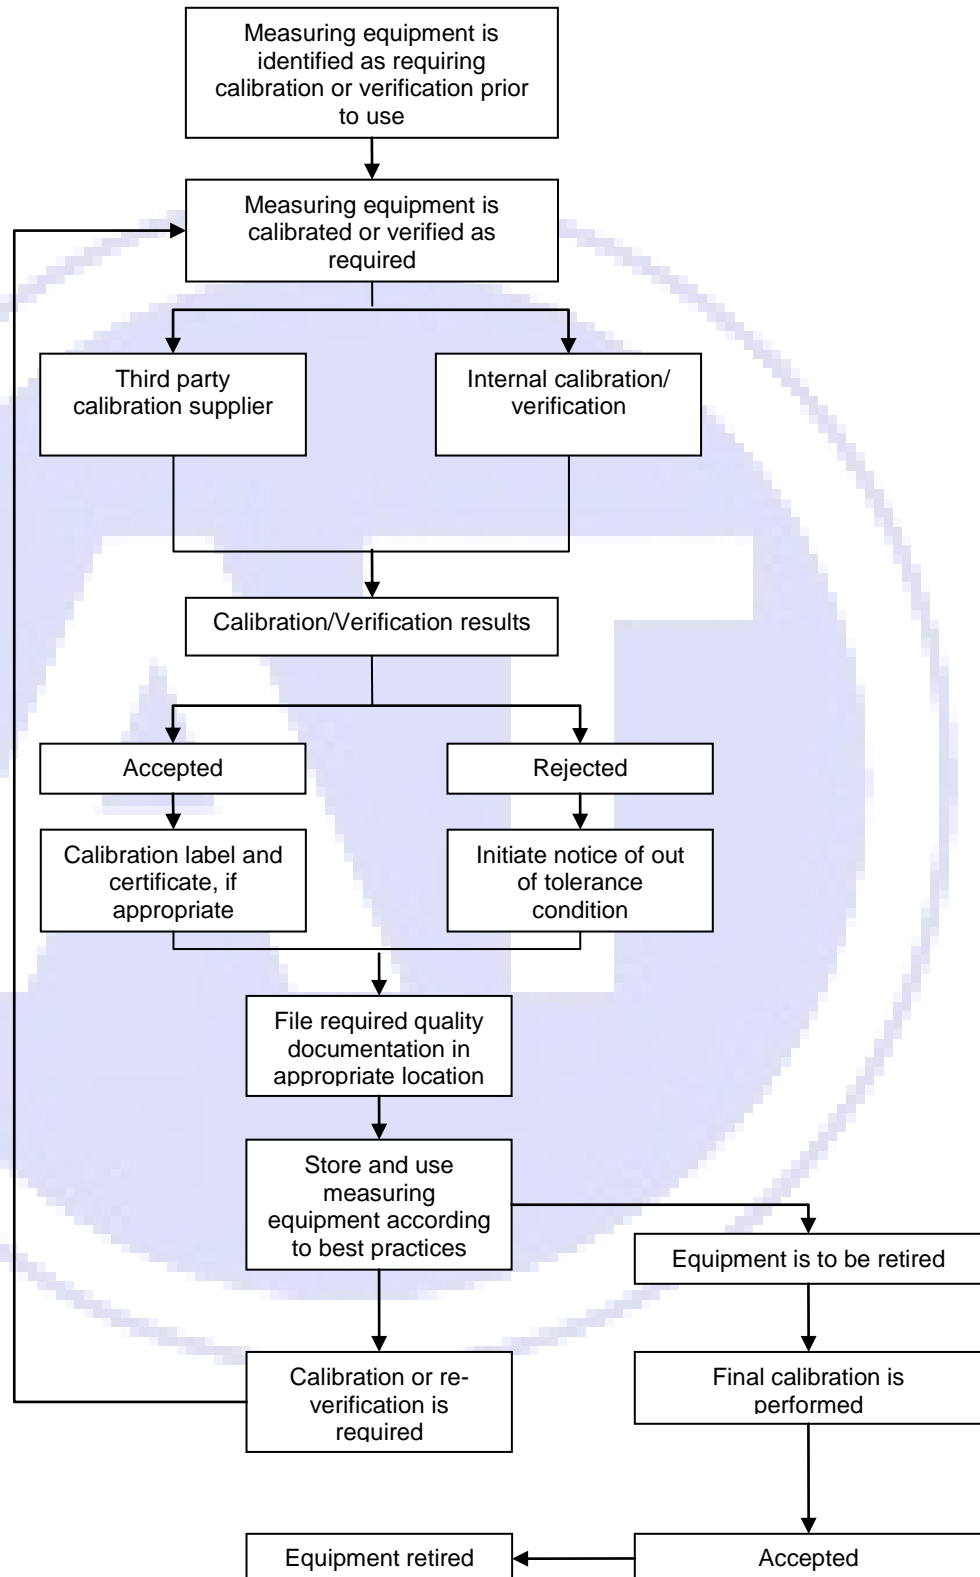 Measuring equipment is
identified as requiring
calibration or verification prior
to use
Measuring equipment is
calibrated or verified as
required
Third party
calibration supplier
Internal calibration/
verification
Calibration/Verification results
Accepted
Rejected
Calibration label and
certificate, if
appropriate
Initiate notice of out
of tolerance
condition
File required quality
documentation in
appropriate location
Store and use
measuring
equipment according
to best practices
Equipment is to be retired
Calibration or re-
verification is
required
Final calibration is
performed
Equipment retired
Accepted